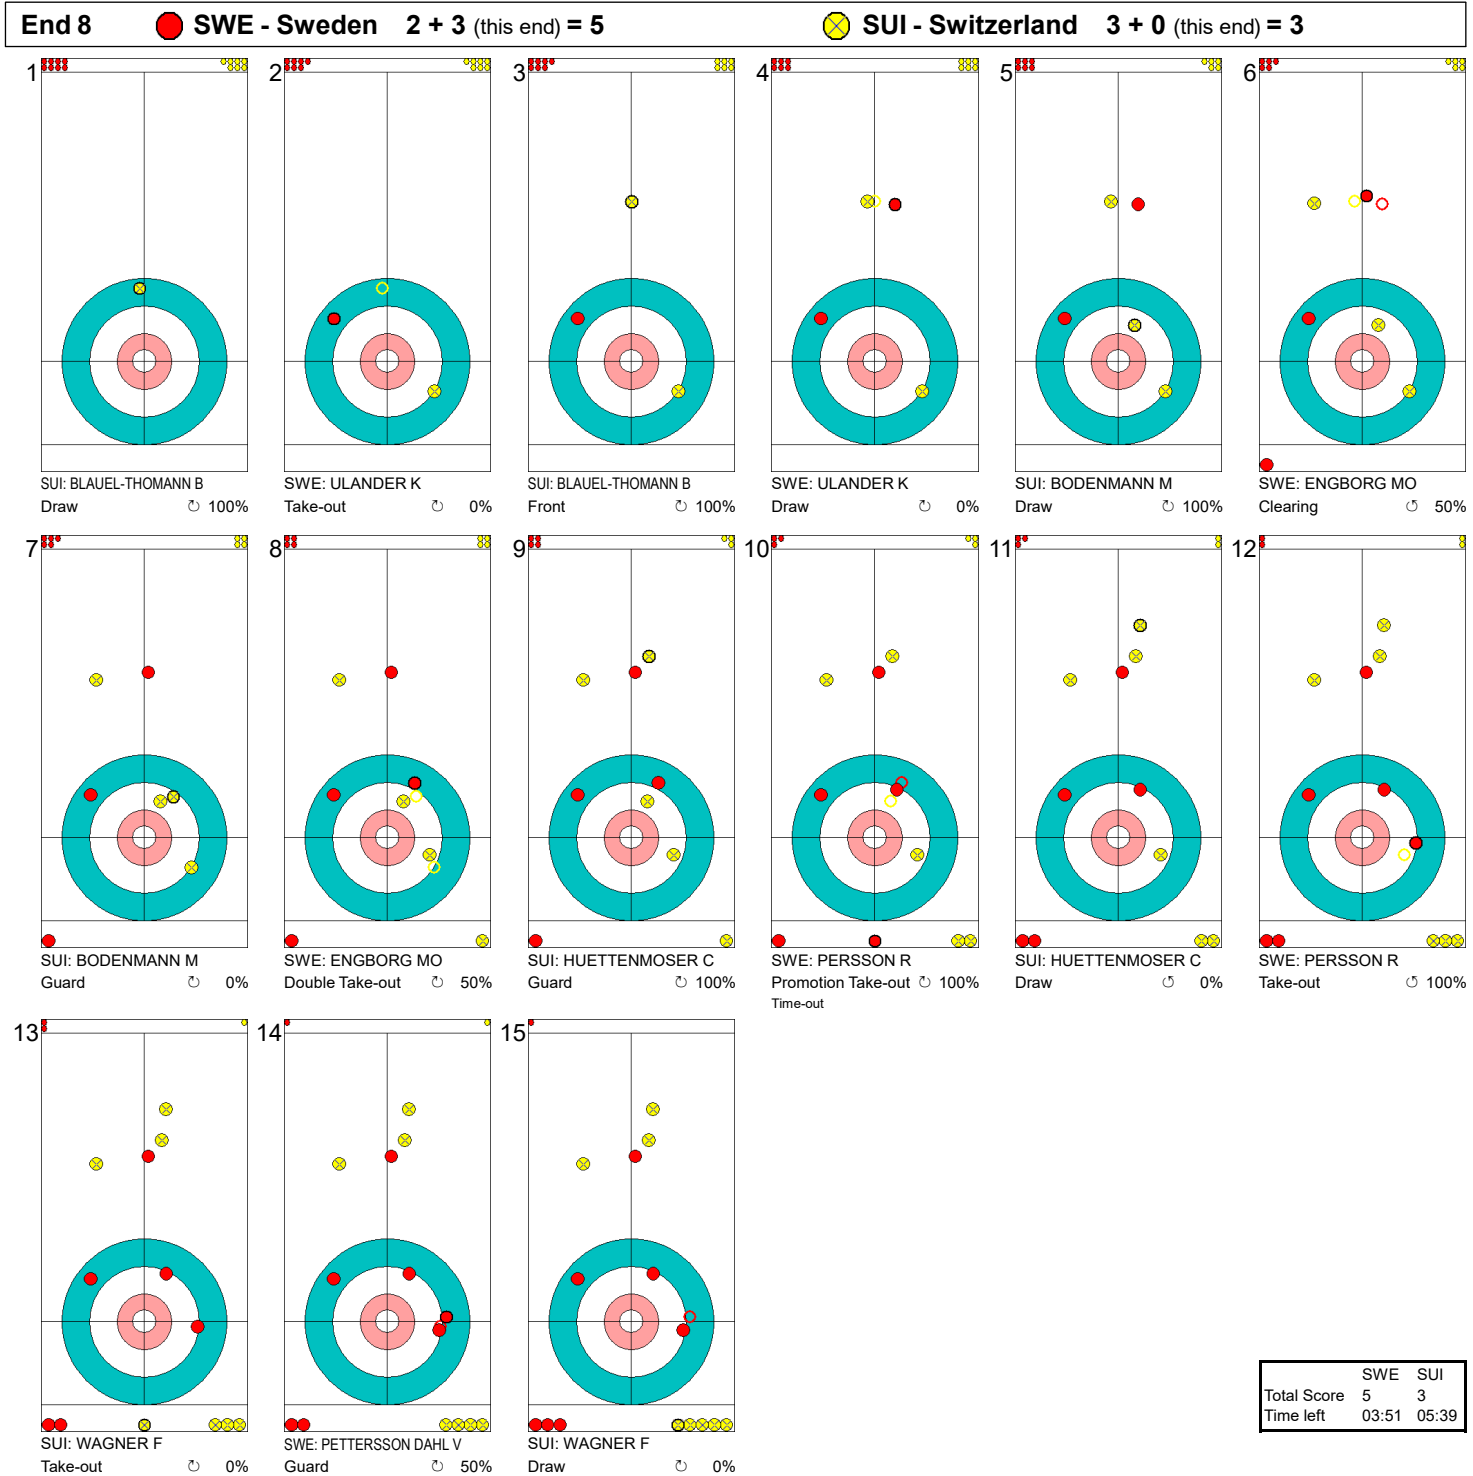 End 8 SWE - Sweden 2 + 3 (this end) = 5 SUI - Switzerland 3 + 0 (this end) = 3
1 2 3 4 5 6
SUI: BLAUEL-THOMANN B SWE: ULANDER K SUI: BLAUEL-THOMANN B SWE: ULANDER K SUI: BODENMANN M SWE: ENGBORG MO
Draw ↻ 100% Take-out ↻ 0% Front ↻ 100% Draw ↻ 0% Draw ↻ 100% Clearing ↺ 50%
7 8 9 10 11 12
SUI: BODENMANN M SWE: ENGBORG MO SUI: HUETTENMOSER C SWE: PERSSON R SUI: HUETTENMOSER C SWE: PERSSON R
Guard ↻ 0% Double Take-out ↻ 50% Guard ↻ 100% Promotion Take-out ↻ 100% Draw ↺ 0% Take-out ↺ 100%
Time-out
13 14 15
SUI: WAGNER F SWE: PETTERSSON DAHL V SUI: WAGNER F
Take-out ↻ 0% Guard ↻ 50% Draw ↻ 0%
SWE SUI
Total Score 5 3
Time left 03:51 05:39